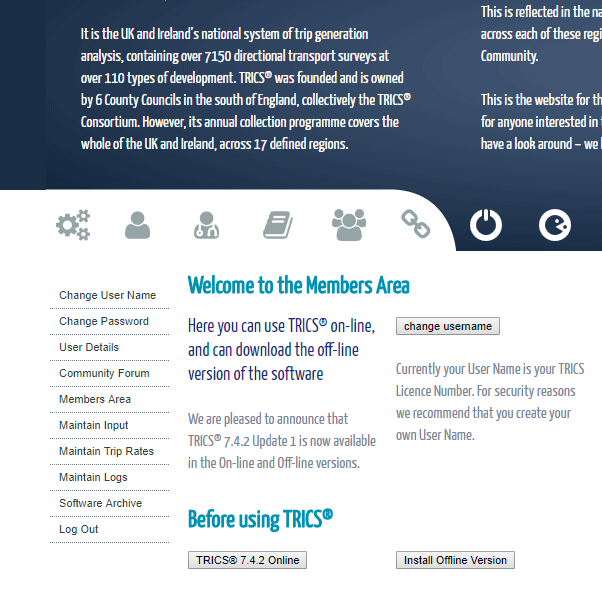 It is the UK and Ireland's national system of trip generation
analysis, containing over 7150 directional transport surveys at
over 110 types of development. TRICS® was founded and is owned
by 6 County Councils in the south of England, collectively the TRICS®
Consortium. However, its annual collection programme covers the
whole of the UK and Ireland, across 17 defined regions.
This is reflected in the na
across each of these regi
Community.
This is the website for th
for anyone interested in
have a look around – we
Change User Name
Change Password
User Details
Community Forum
Members Area
Maintain Input
Maintain Trip Rates
Maintain Logs
Software Archive
Log Out
Welcome to the Members Area
Here you can use TRICS® on-line,
and can download the off-line
version of the software
We are pleased to announce that
TRICS® 7.4.2 Update 1 is now available
in the On-line and Off-line versions.
change username
Currently your User Name is your TRICS
Licence Number. For security reasons
we recommend that you create your
own User Name.
Before using TRICS®
TRICS® 7.4.2 Online
Install Offline Version